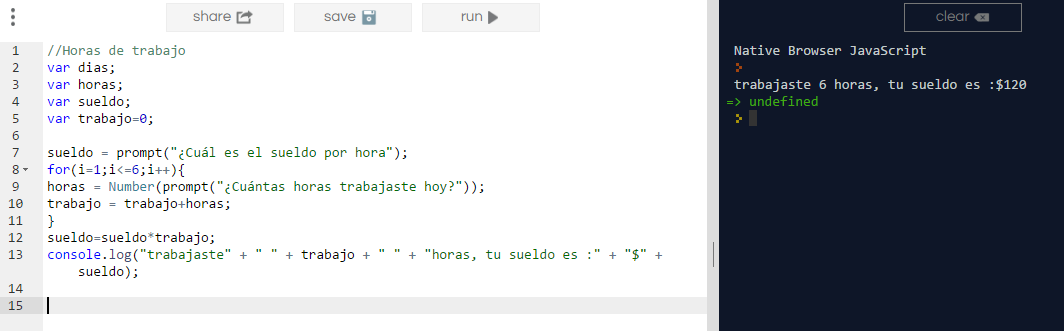 share save run
clear
1 //Horas de trabajo
2 var dias;
3 var horas;
4 var sueldo;
5 var trabajo=0;
6
7 sueldo = prompt("¿Cuál es el sueldo por hora");
8 for(i=1;i<=6;i++){
9 horas = Number(prompt("¿Cuántas horas trabajaste hoy?"));
10 trabajo = trabajo+horas;
11 }
12 sueldo=sueldo*trabajo;
13 console.log("trabajaste" + " " + trabajo + " " + "horas, tu sueldo es :" + "$" +
sueldo);
14
15
Native Browser JavaScript
trabajaste 6 horas, tu sueldo es :$120
=> undefined